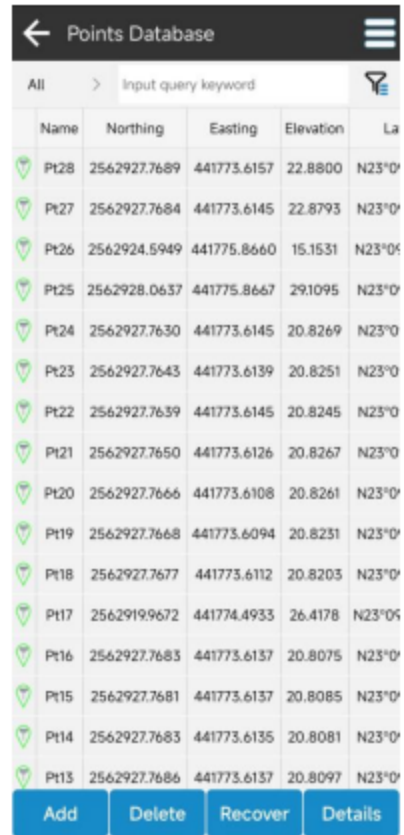 Points Database
All > Input query keyword
Name Northing Easting Elevation La
Pt28 2562927.7689 441773.6157 22.8800 N23°0
Pt27 2562927.7684 441773.6145 22.8793 N23°0
Pt26 2562924.5949 441775.8660 15.1531 N23°09
Pt25 2562928.0637 441775.8667 29.1095 N23°0
Pt24 2562927.7630 441773.6145 20.8269 N23°0
Pt23 2562927.7643 441773.6139 20.8251 N23°0
Pt22 2562927.7639 441773.6145 20.8245 N23°0
Pt21 2562927.7650 441773.6126 20.8267 N23°0
Pt20 2562927.7666 441773.6108 20.8261 N23°0
Pt19 2562927.7668 441773.6094 20.8231 N23°0
Pt18 2562927.7677 441773.6112 20.8203 N23°0
Pt17 2562919.9672 441774.4933 26.4178 N23°09
Pt16 2562927.7683 441773.6137 20.8075 N23°0
Pt15 2562927.7681 441773.6137 20.8085 N23°0
Pt14 2562927.7683 441773.6135 20.8081 N23°0
Pt13 2562927.7686 441773.6137 20.8097 N23°0
Add Delete Recover Details